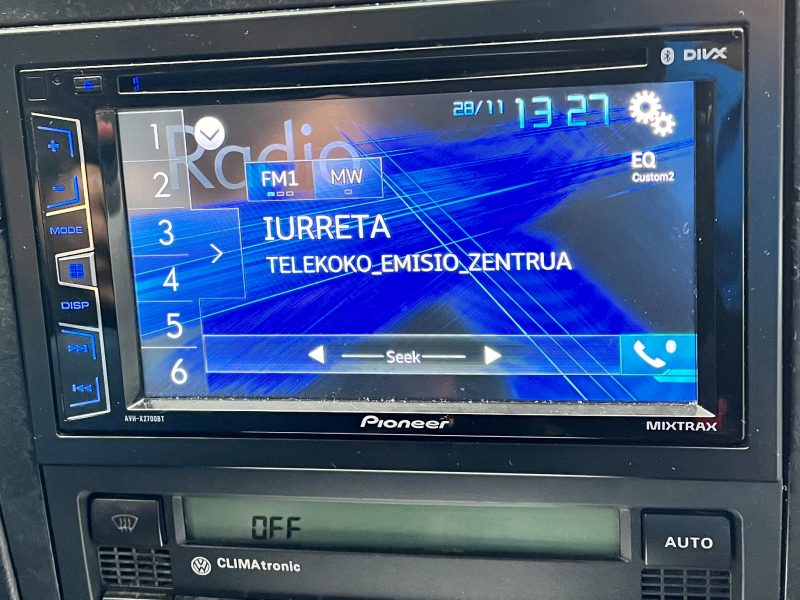 DIVX
28/11 13:27
Radio
1
2
3
4
5
6
FM1 MW
EQ
Custom2
IURRETA
TELEKOKO_EMISIO_ZENTRUA
Seek
+
-
MODE
DISP
AVH-X2700BT
Pioneer
MIXTRAX
OFF
AUTO
CLIMAtronic